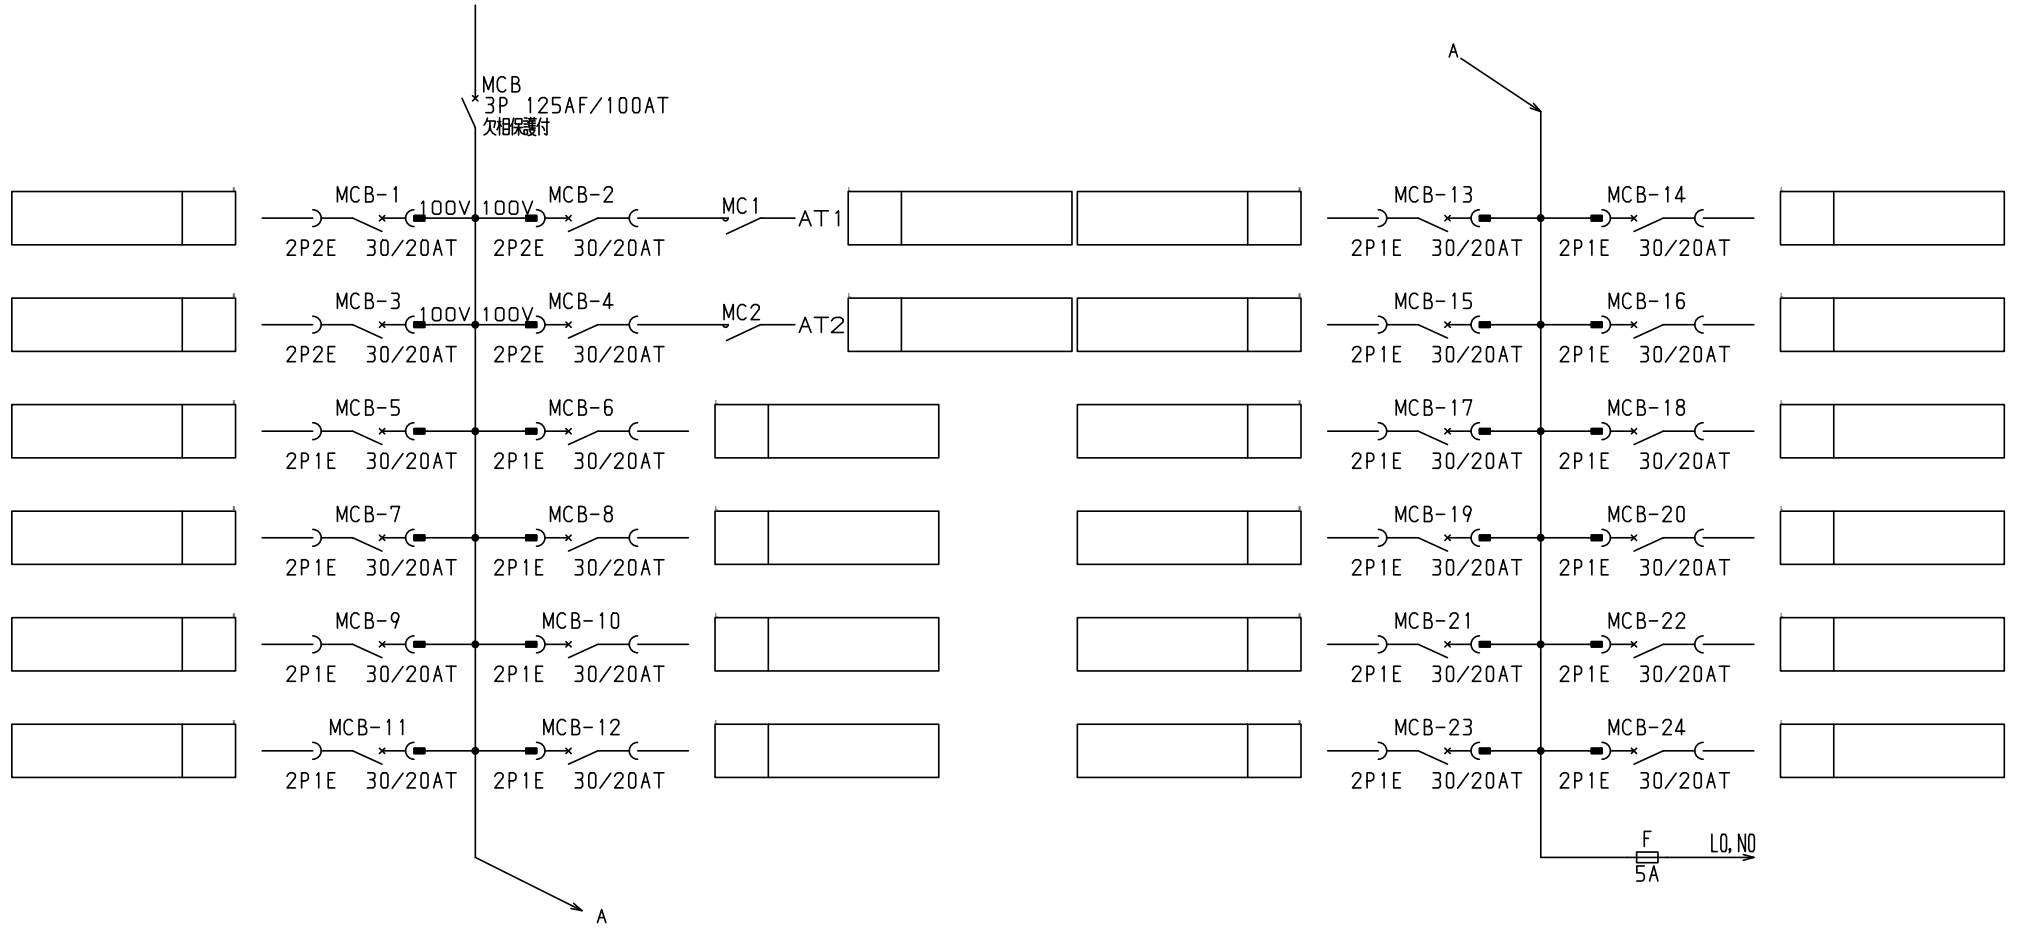 MCB
3P 125AF/100AT
欠相保護付
MCB-1 100V 100V MCB-2 MC1 AT1
2P2E 30/20AT 2P2E 30/20AT
MCB-3 100V 100V MCB-4 MC2 AT2
2P2E 30/20AT 2P2E 30/20AT
MCB-5 MCB-6
2P1E 30/20AT 2P1E 30/20AT
MCB-7 MCB-8
2P1E 30/20AT 2P1E 30/20AT
MCB-9 MCB-10
2P1E 30/20AT 2P1E 30/20AT
MCB-11 MCB-12
2P1E 30/20AT 2P1E 30/20AT
A
A
MCB-13 MCB-14
2P1E 30/20AT 2P1E 30/20AT
MCB-15 MCB-16
2P1E 30/20AT 2P1E 30/20AT
MCB-17 MCB-18
2P1E 30/20AT 2P1E 30/20AT
MCB-19 MCB-20
2P1E 30/20AT 2P1E 30/20AT
MCB-21 MCB-22
2P1E 30/20AT 2P1E 30/20AT
MCB-23 MCB-24
2P1E 30/20AT 2P1E 30/20AT
F L0,N0
5A